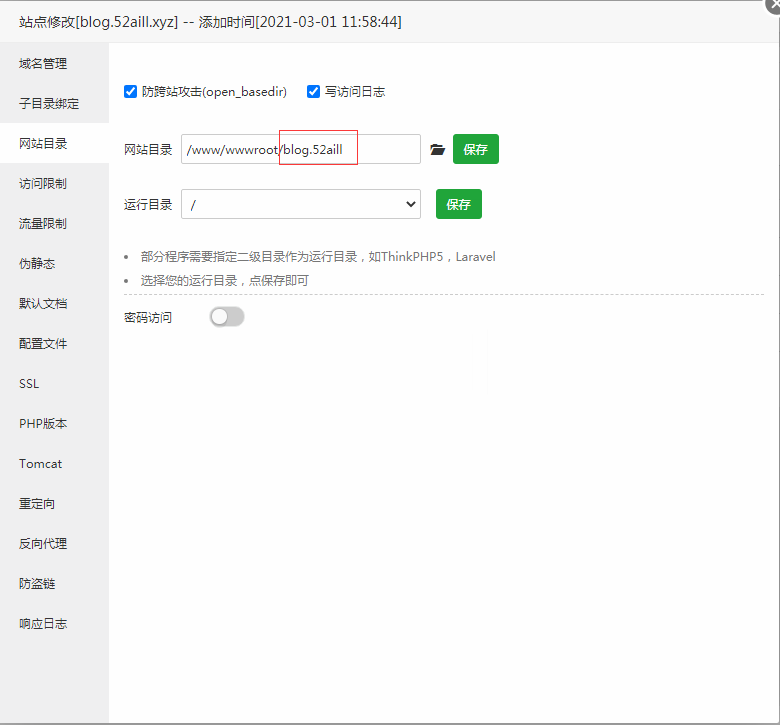 站点修改[blog.52aill.xyz] -- 添加时间[2021-03-01 11:58:44]
域名管理
子目录绑定
网站目录
访问限制
流量限制
伪静态
默认文档
配置文件
SSL
PHP版本
Tomcat
重定向
反向代理
防盗链
响应日志
防跨站攻击(open_basedir) 写访问日志
网站目录 /www/wwwroot/blog.52aill 保存
运行目录 / 保存
部分程序需要指定二级目录作为运行目录，如ThinkPHP5，Laravel
选择您的运行目录，点保存即可
密码访问